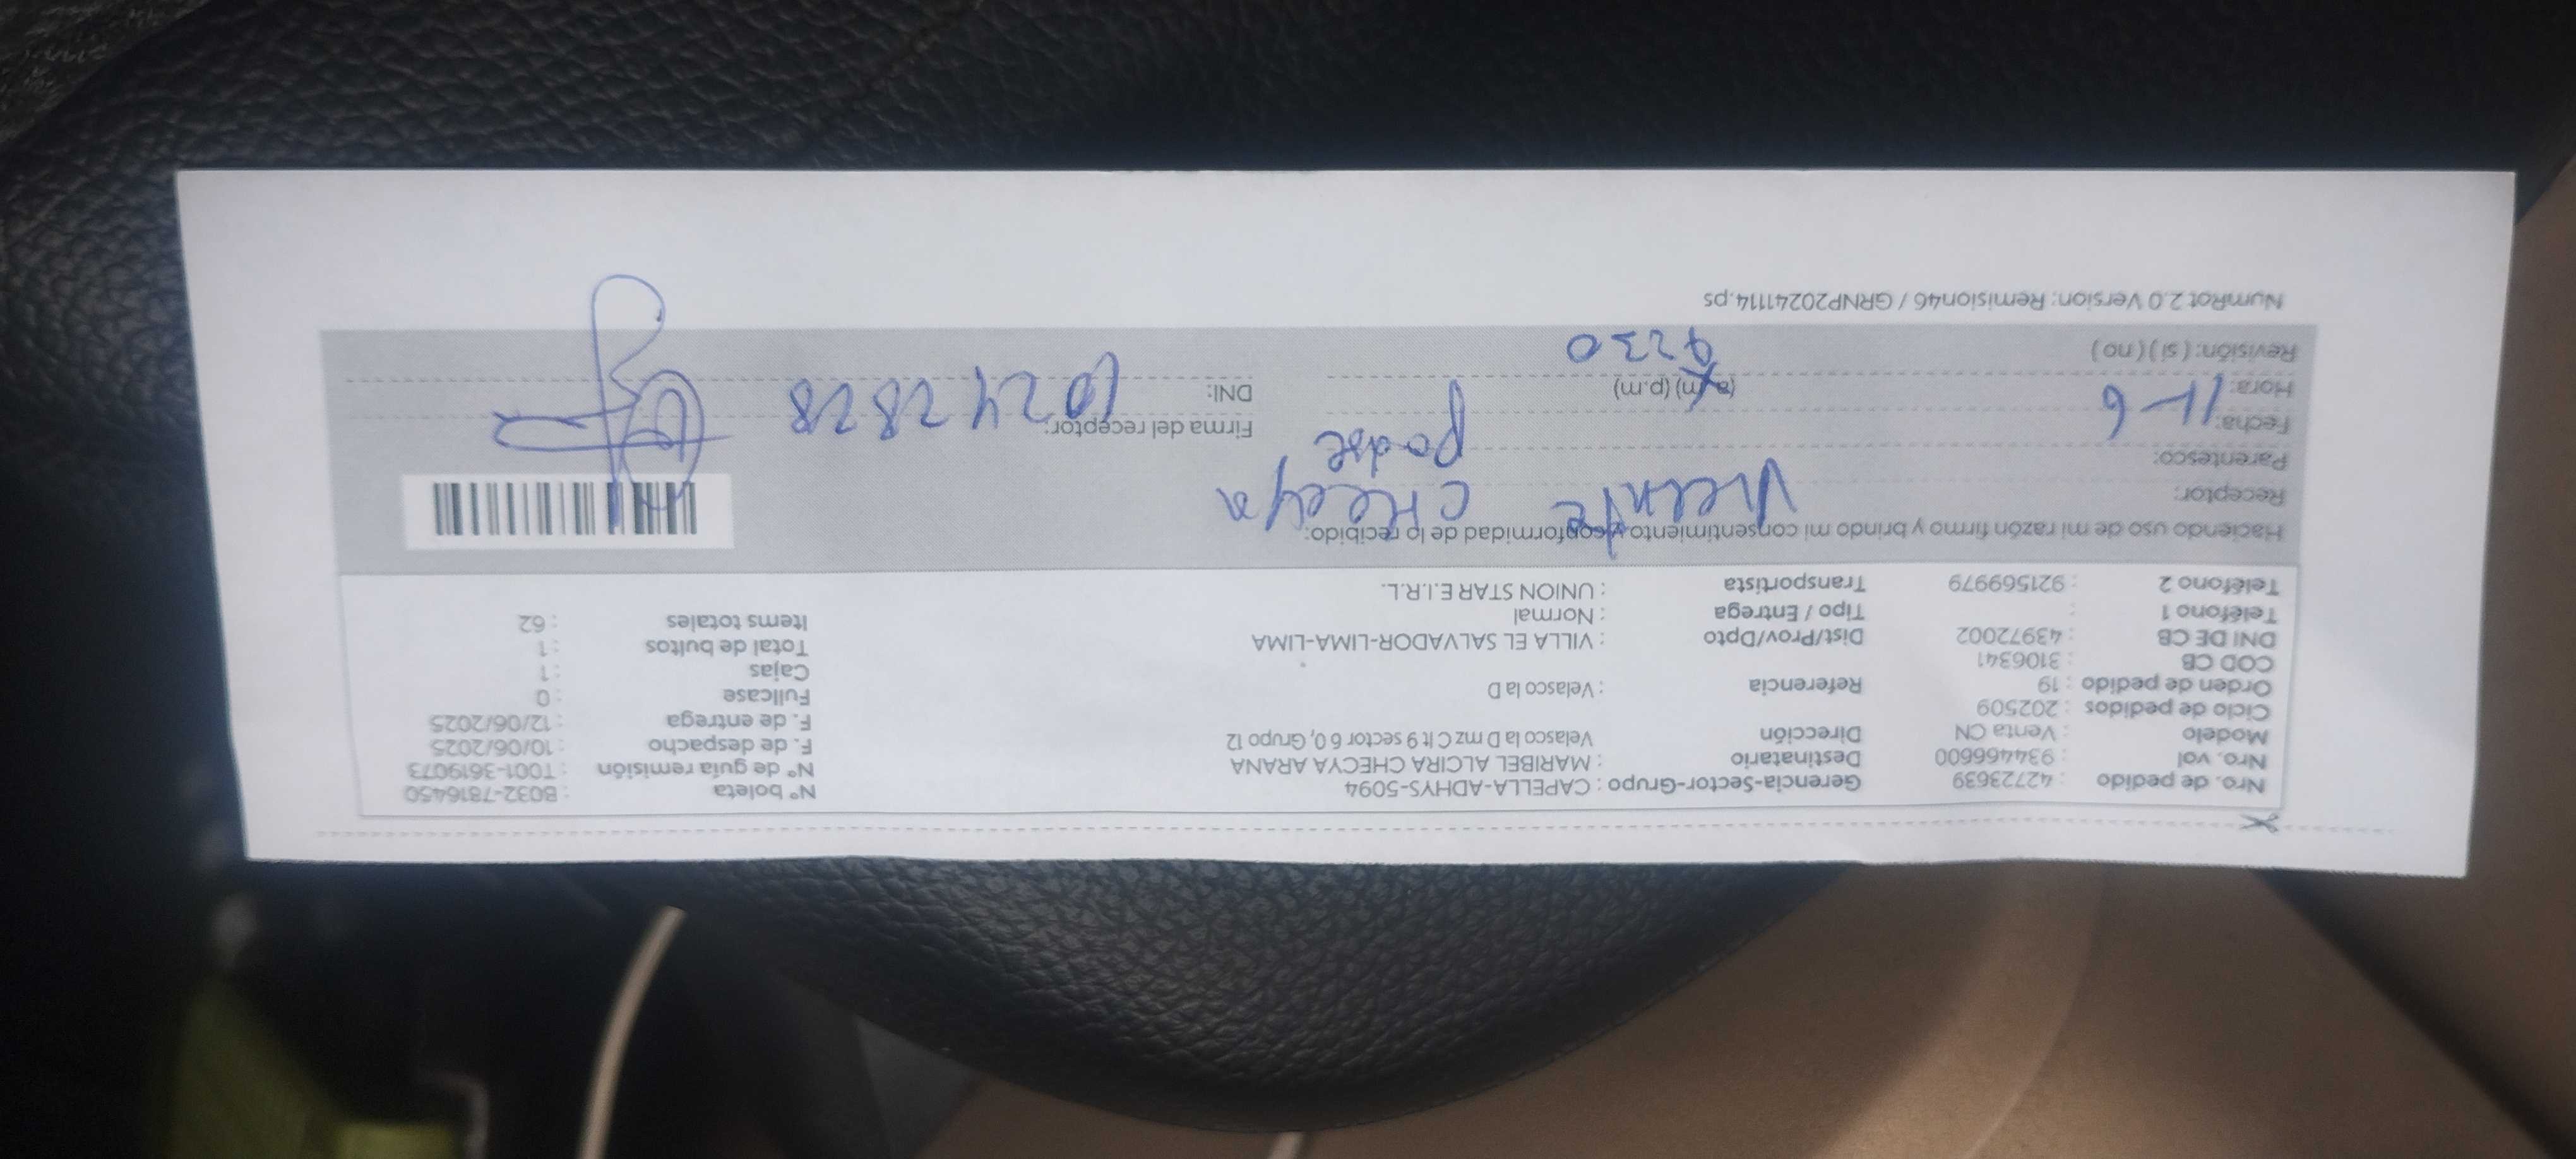 Nro. de pedido : 42723639 Gerencia-Sector-Grupo : CAPELLA-ADHYS-5094 N° boleta : B032-7816450
Nro. val : 934466600 Destinatario : MARIBEL ALCIRA CHECYA ARANA N° de guía remisión : T001-3619073
Modelo : Venta CN Dirección Velasco la D mz C lt 9 sector 6 0, Grupo 12 F. de despacho : 10/06/2025
Ciclo de pedidos : 202509 F. de entrega : 12/06/2025
Orden de pedido : 19 Referencia : Velasco la D Fullcase : 0
COD CB : 3106341 Cajas : 1
DNI DE CB : 43972002 Dist/Prov/Dpto : VILLA EL SALVADOR-LIMA-LIMA Total de bultos : 1
Teléfono 1 : Tipo / Entrega : Normal Items totales : 62
Teléfono 2 : 921569979 Transportista : UNION STAR E.I.R.L.
Haciendo uso de mi razón firmo y brindo mi consentimiento y conformidad de lo recibido:
Receptor: Vicente checya
Parentesco: padre
Fecha: 11-6 Firma del receptor:
Hora: (a.m) (p.m) DNI: 10242828
Revisión: ( sí ) ( no ) 9230
NumRot 2.0 Version: Remision46 / GRNP20241114.ps